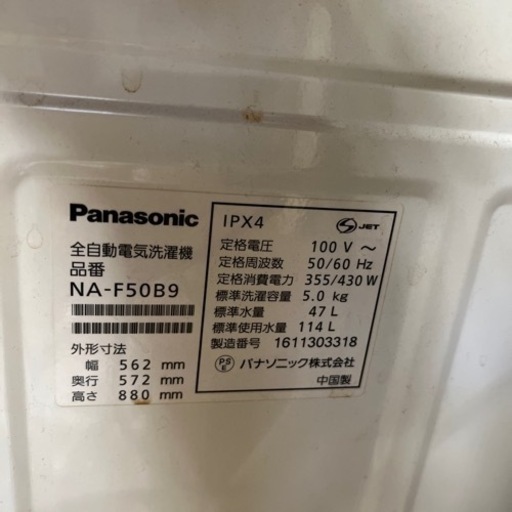 Panasonic
全自動電気洗濯機
品番
NA-F50B9
外形寸法
幅 562 mm
奥行 572 mm
高さ 880 mm
IPX4
S JET
定格電圧 100 V ～
定格周波数 50/60 Hz
定格消費電力 355/430 W
標準洗濯容量 5.0 kg
標準水量 47 L
標準使用水量 114 L
製造番号 1611303318
PSE パナソニック株式会社
中国製